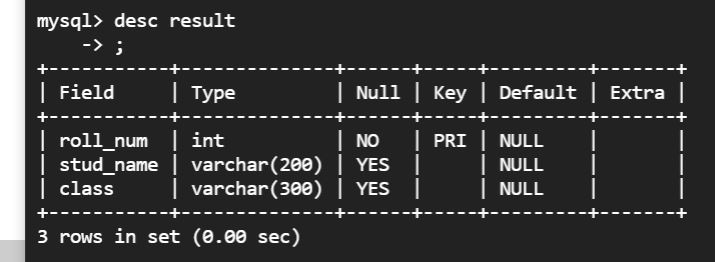 mysql> desc result
    -> ;
+-----------+--------------+------+-----+---------+-------+
| Field     | Type         | Null | Key | Default | Extra |
+-----------+--------------+------+-----+---------+-------+
| roll_num  | int          | NO   | PRI | NULL    |       |
| stud_name | varchar(200) | YES  |     | NULL    |       |
| class     | varchar(300) | YES  |     | NULL    |       |
+-----------+--------------+------+-----+---------+-------+
3 rows in set (0.00 sec)